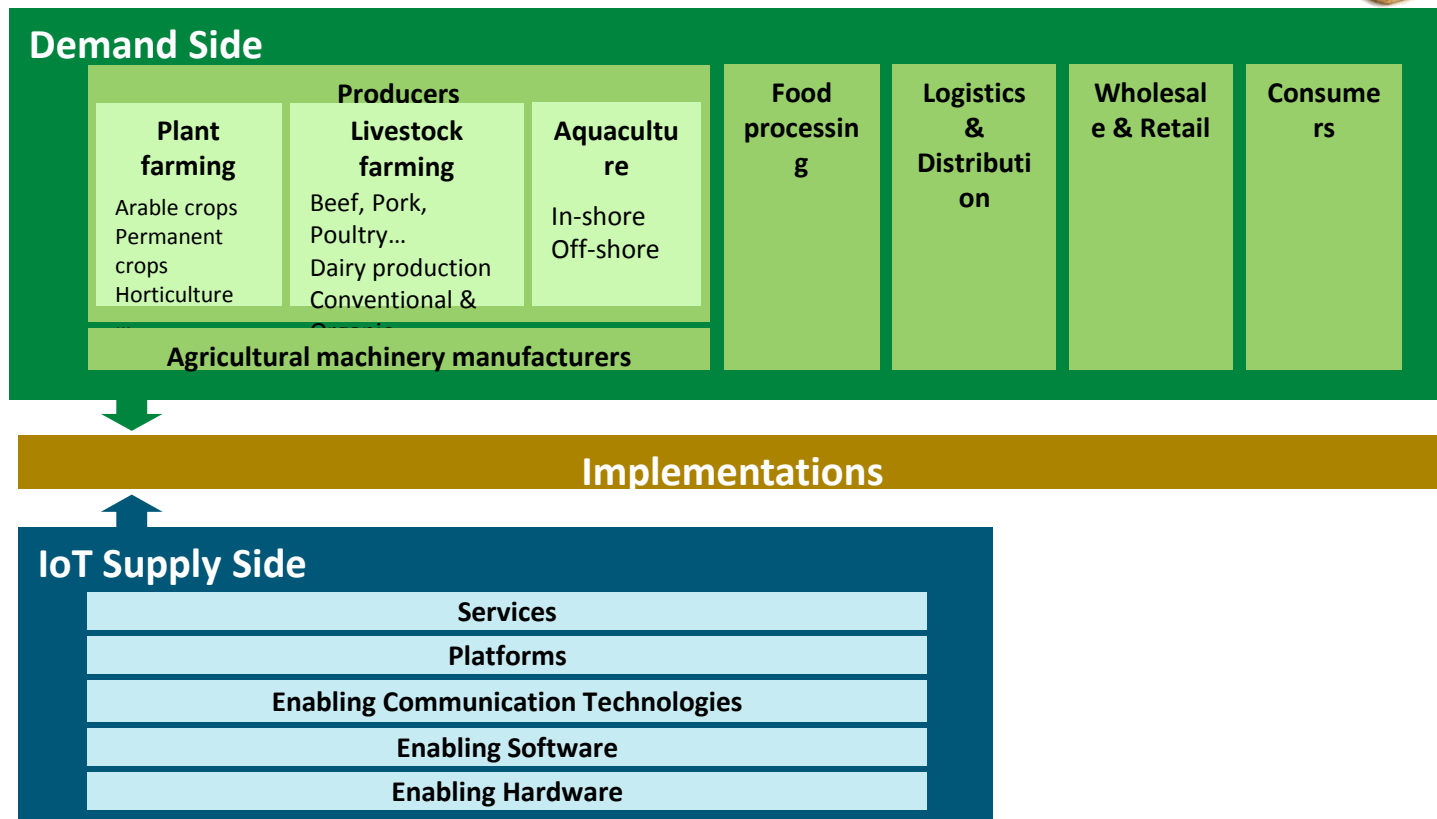 Demand Side
Producers
Plant
farming
Arable crops
Permanent
crops
Horticulture
...
Livestock
farming
Beef, Pork,
Poultry...
Dairy production
Conventional &
Organic
Aquacultu
re
In-shore
Off-shore
Agricultural machinery manufacturers
Food
processin
g
Logistics
&
Distributi
on
Wholesal
e & Retail
Consume
rs
Implementations
IoT Supply Side
Services
Platforms
Enabling Communication Technologies
Enabling Software
Enabling Hardware